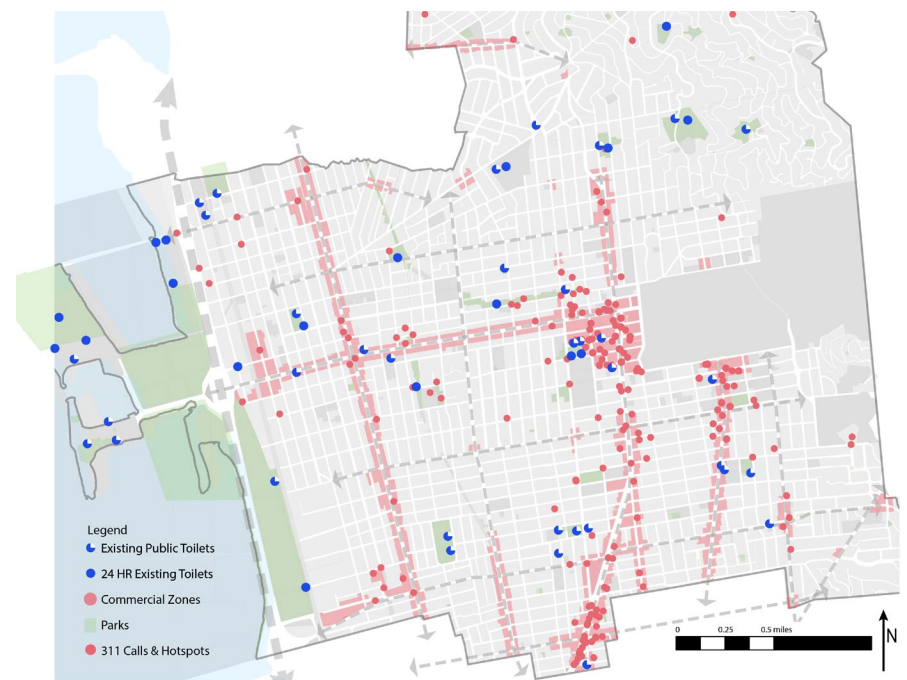 Legend
Existing Public Toilets
24 HR Existing Toilets
Commercial Zones
Parks
311 Calls & Hotspots
0 0.25 0.5 miles
N